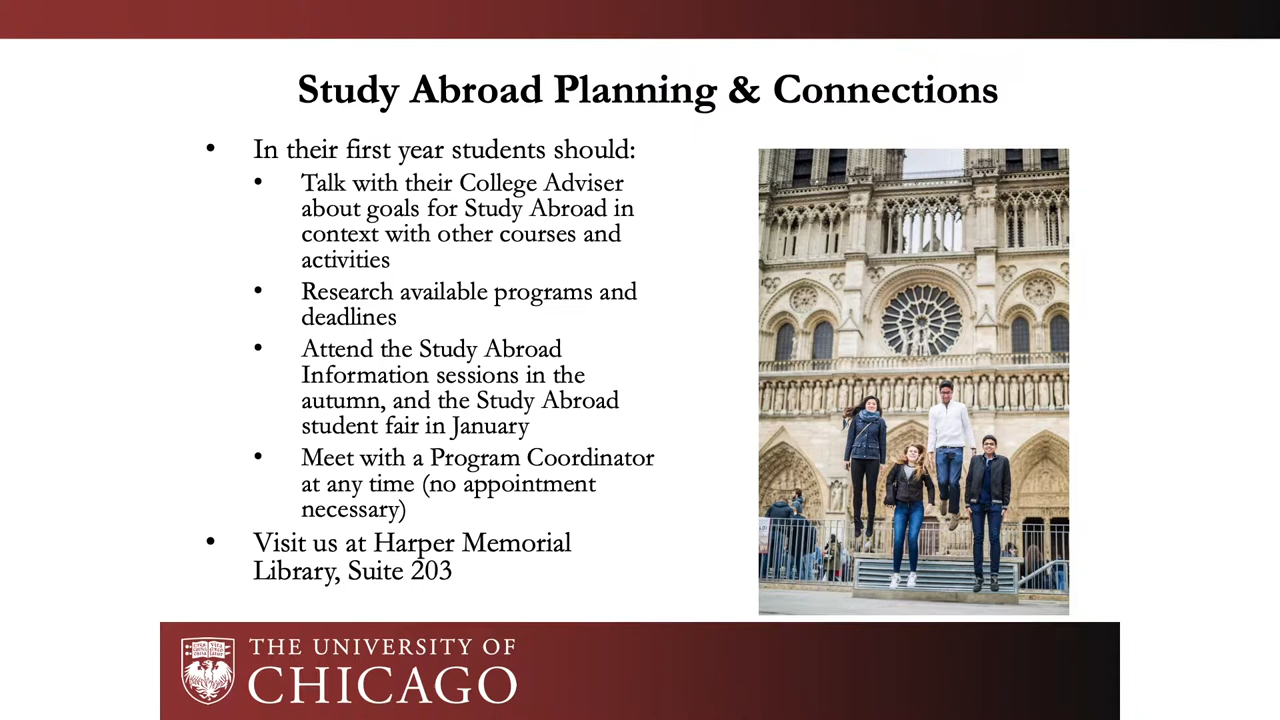 Study Abroad Planning & Connections
• In their first year students should:
• Talk with their College Adviser
about goals for Study Abroad in
context with other courses and
activities
• Research available programs and
deadlines
• Attend the Study Abroad
Information sessions in the
autumn, and the Study Abroad
student fair in January
• Meet with a Program Coordinator
at any time (no appointment
necessary)
• Visit us at Harper Memorial
Library, Suite 203
THE UNIVERSITY OF
CHICAGO